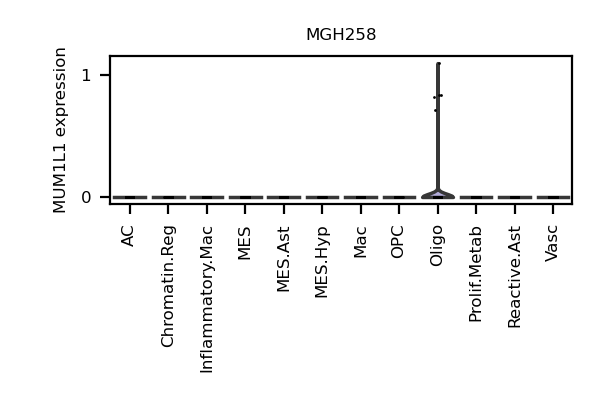 MGH258
MUM1L1 expression
1
0
AC
Chromatin.Reg
Inflammatory.Mac
MES
MES.Ast
MES.Hyp
Mac
OPC
Oligo
Prolif.Metab
Reactive.Ast
Vasc